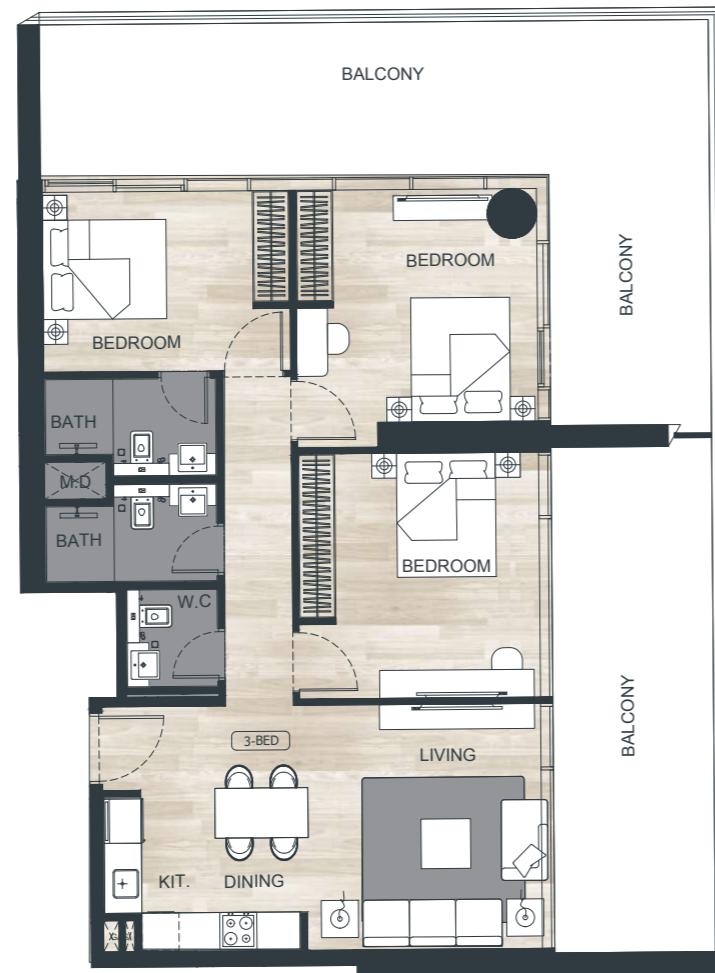 BALCONY
BALCONY
BEDROOM
BEDROOM
BATH
M.D
BATH
BEDROOM
W.C
BALCONY
3-BED
LIVING
KIT.
DINING